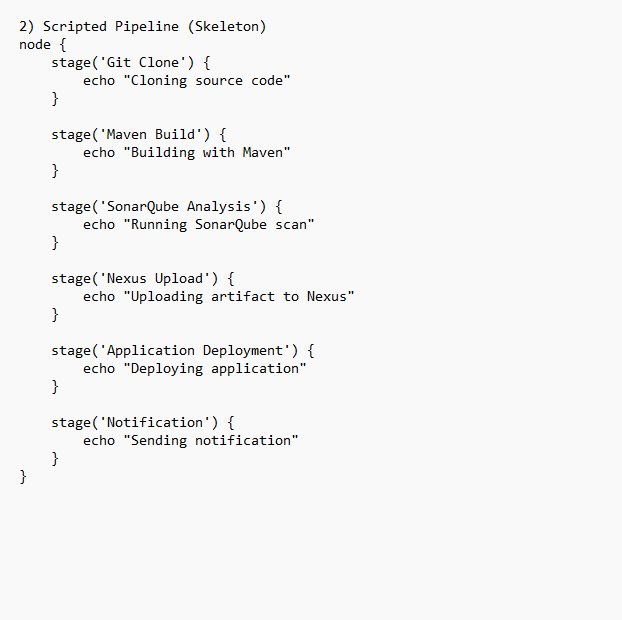 2) Scripted Pipeline (Skeleton)
node {
    stage('Git Clone') {
        echo "Cloning source code"
    }

    stage('Maven Build') {
        echo "Building with Maven"
    }

    stage('SonarQube Analysis') {
        echo "Running SonarQube scan"
    }

    stage('Nexus Upload') {
        echo "Uploading artifact to Nexus"
    }

    stage('Application Deployment') {
        echo "Deploying application"
    }

    stage('Notification') {
        echo "Sending notification"
    }
}